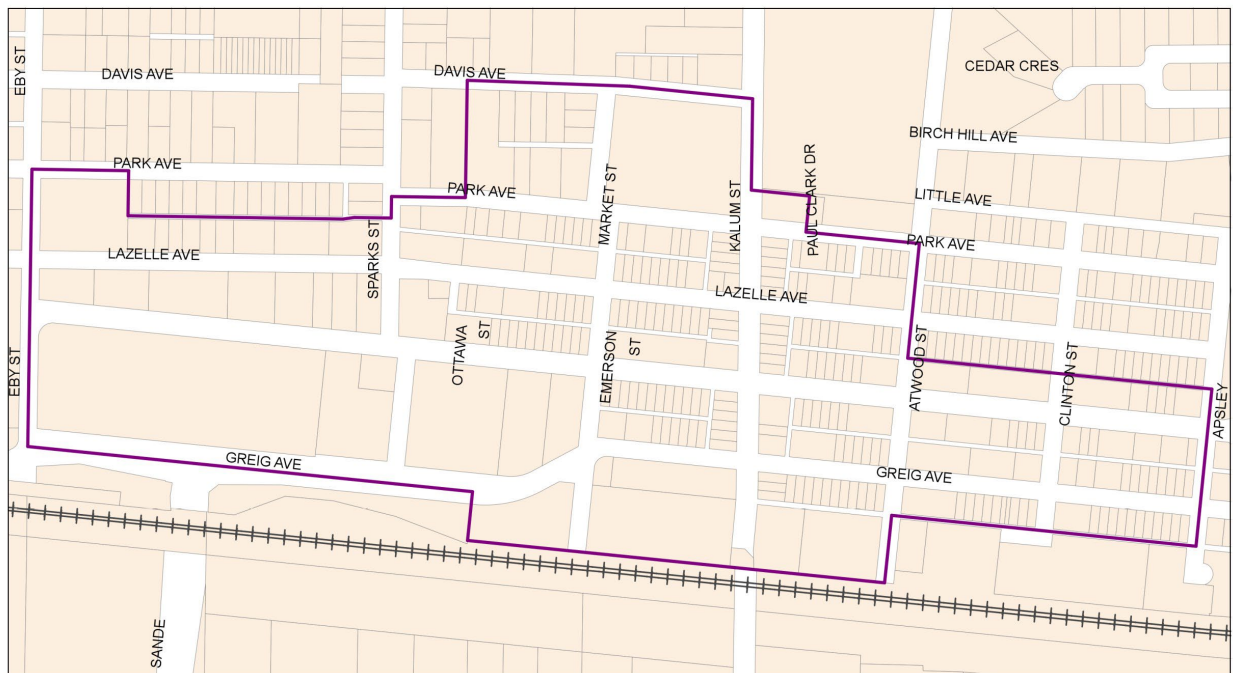 EBY ST
DAVIS AVE
DAVIS AVE
CEDAR CRES
BIRCH HILL AVE
PARK AVE
PARK AVE
MARKET ST
KALUM ST
PAUL CLARK DR
LITTLE AVE
PARK AVE
LAZELLE AVE
SPARKS ST
LAZELLE AVE
EBY ST
OTTAWA
ST
EMERSON
ST
ATWOOD ST
CLINTON ST
APSLEY
GREIG AVE
GREIG AVE
SANDE